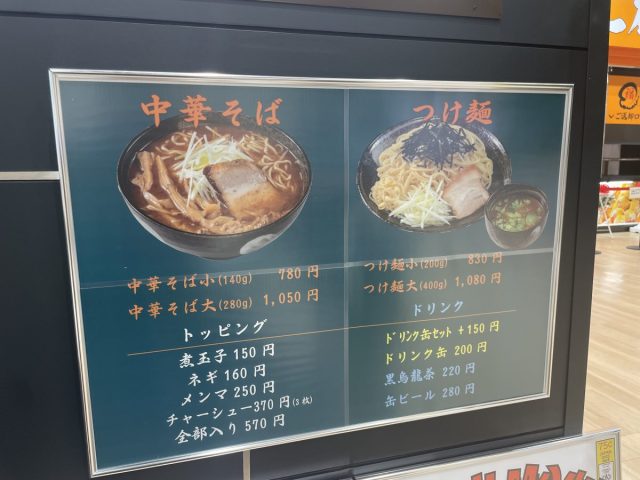 中華そば
中華そば小(140g) 780円
中華そば大(280g) 1,050円
トッピング
煮玉子 150円
ネギ 160円
メンマ 250円
チャーシュー 370円(3枚)
全部入り 570円
つけ麺
つけ麺小(200g) 830円
つけ麺大(400g) 1,080円
ドリンク
ドリンク缶セット +150円
ドリンク缶 200円
黒烏龍茶 220円
缶ビール 280円